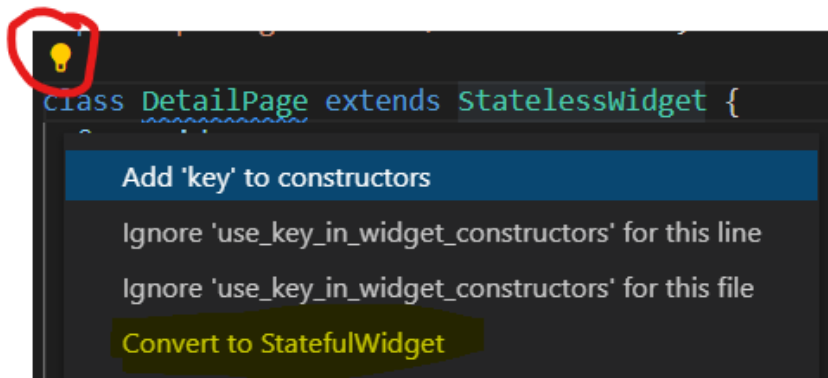 class DetailPage extends StatelessWidget {
Add 'key' to constructors
Ignore 'use_key_in_widget_constructors' for this line
Ignore 'use_key_in_widget_constructors' for this file
Convert to StatefulWidget